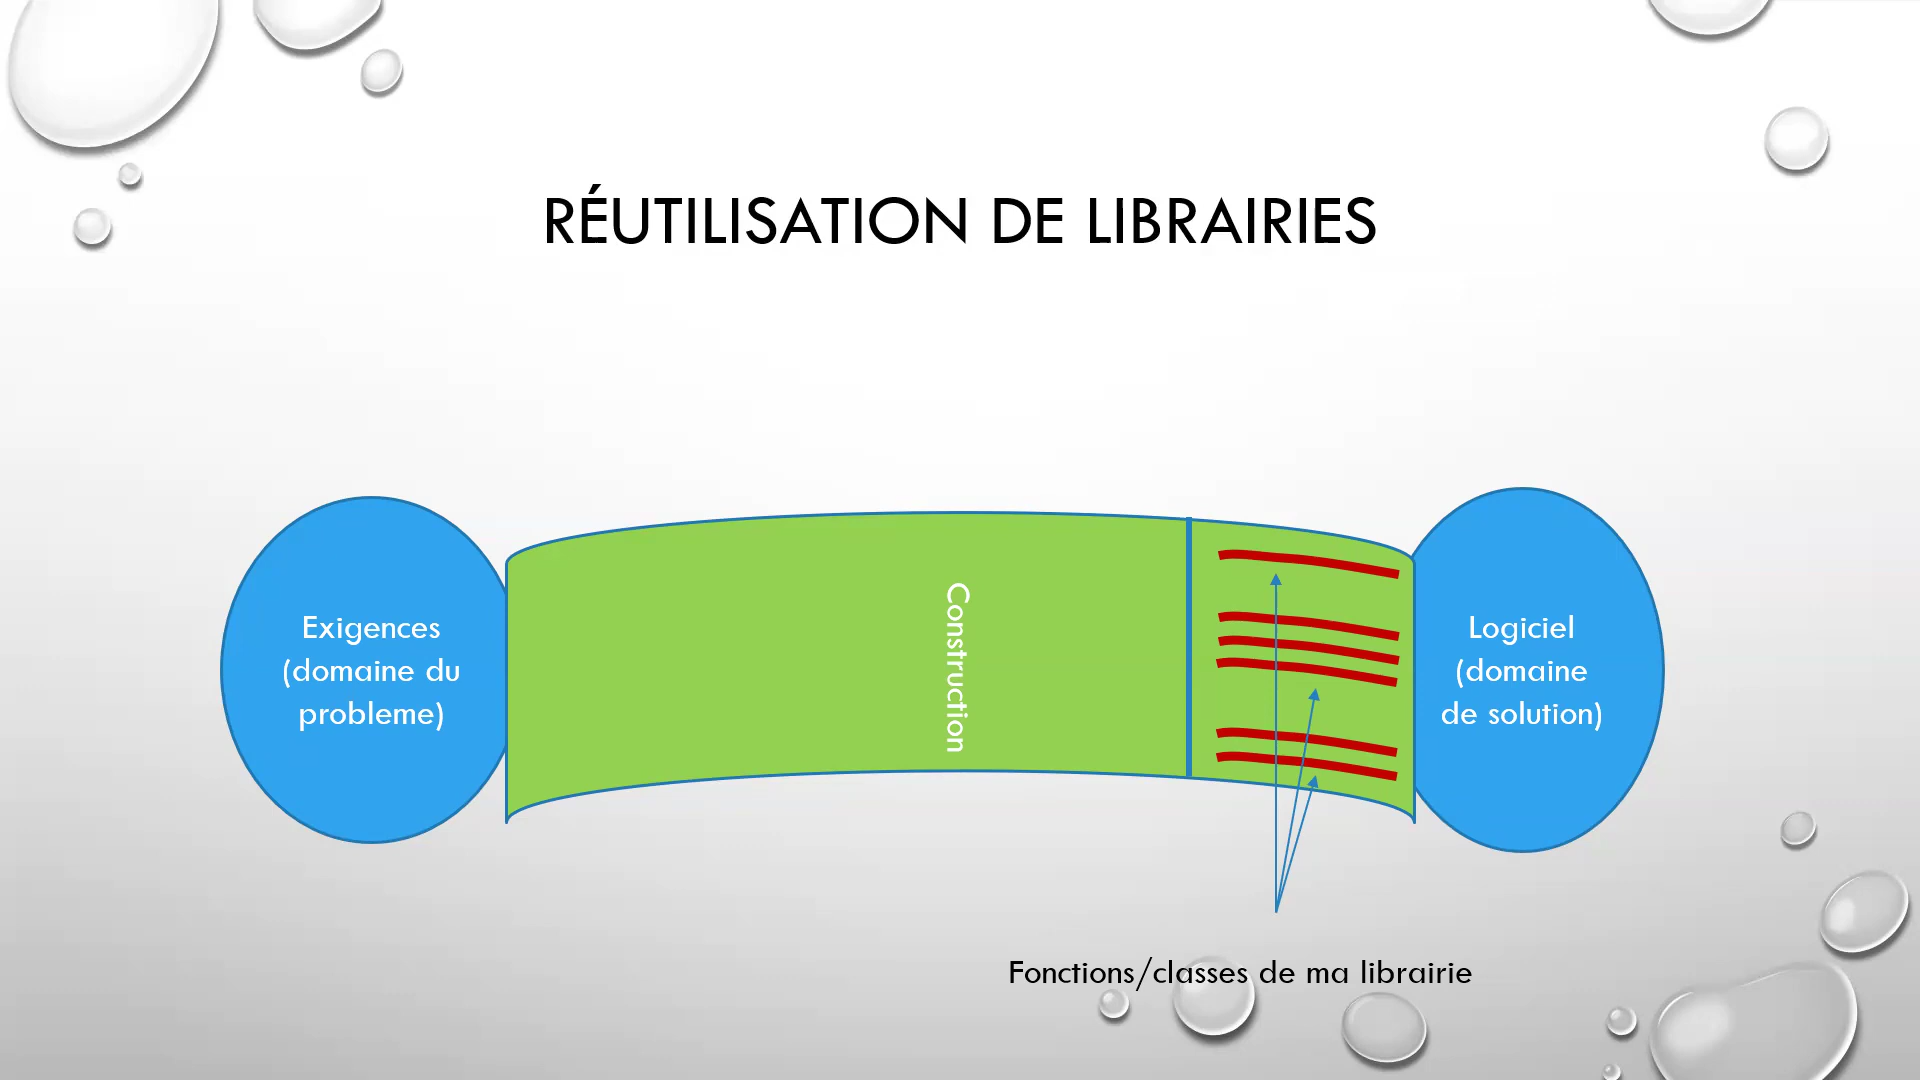 RÉUTILISATION DE LIBRAIRIES
Exigences
(domaine du
probleme)
Construction
Logiciel
(domaine
de solution)
Fonctions/classes de ma librairie